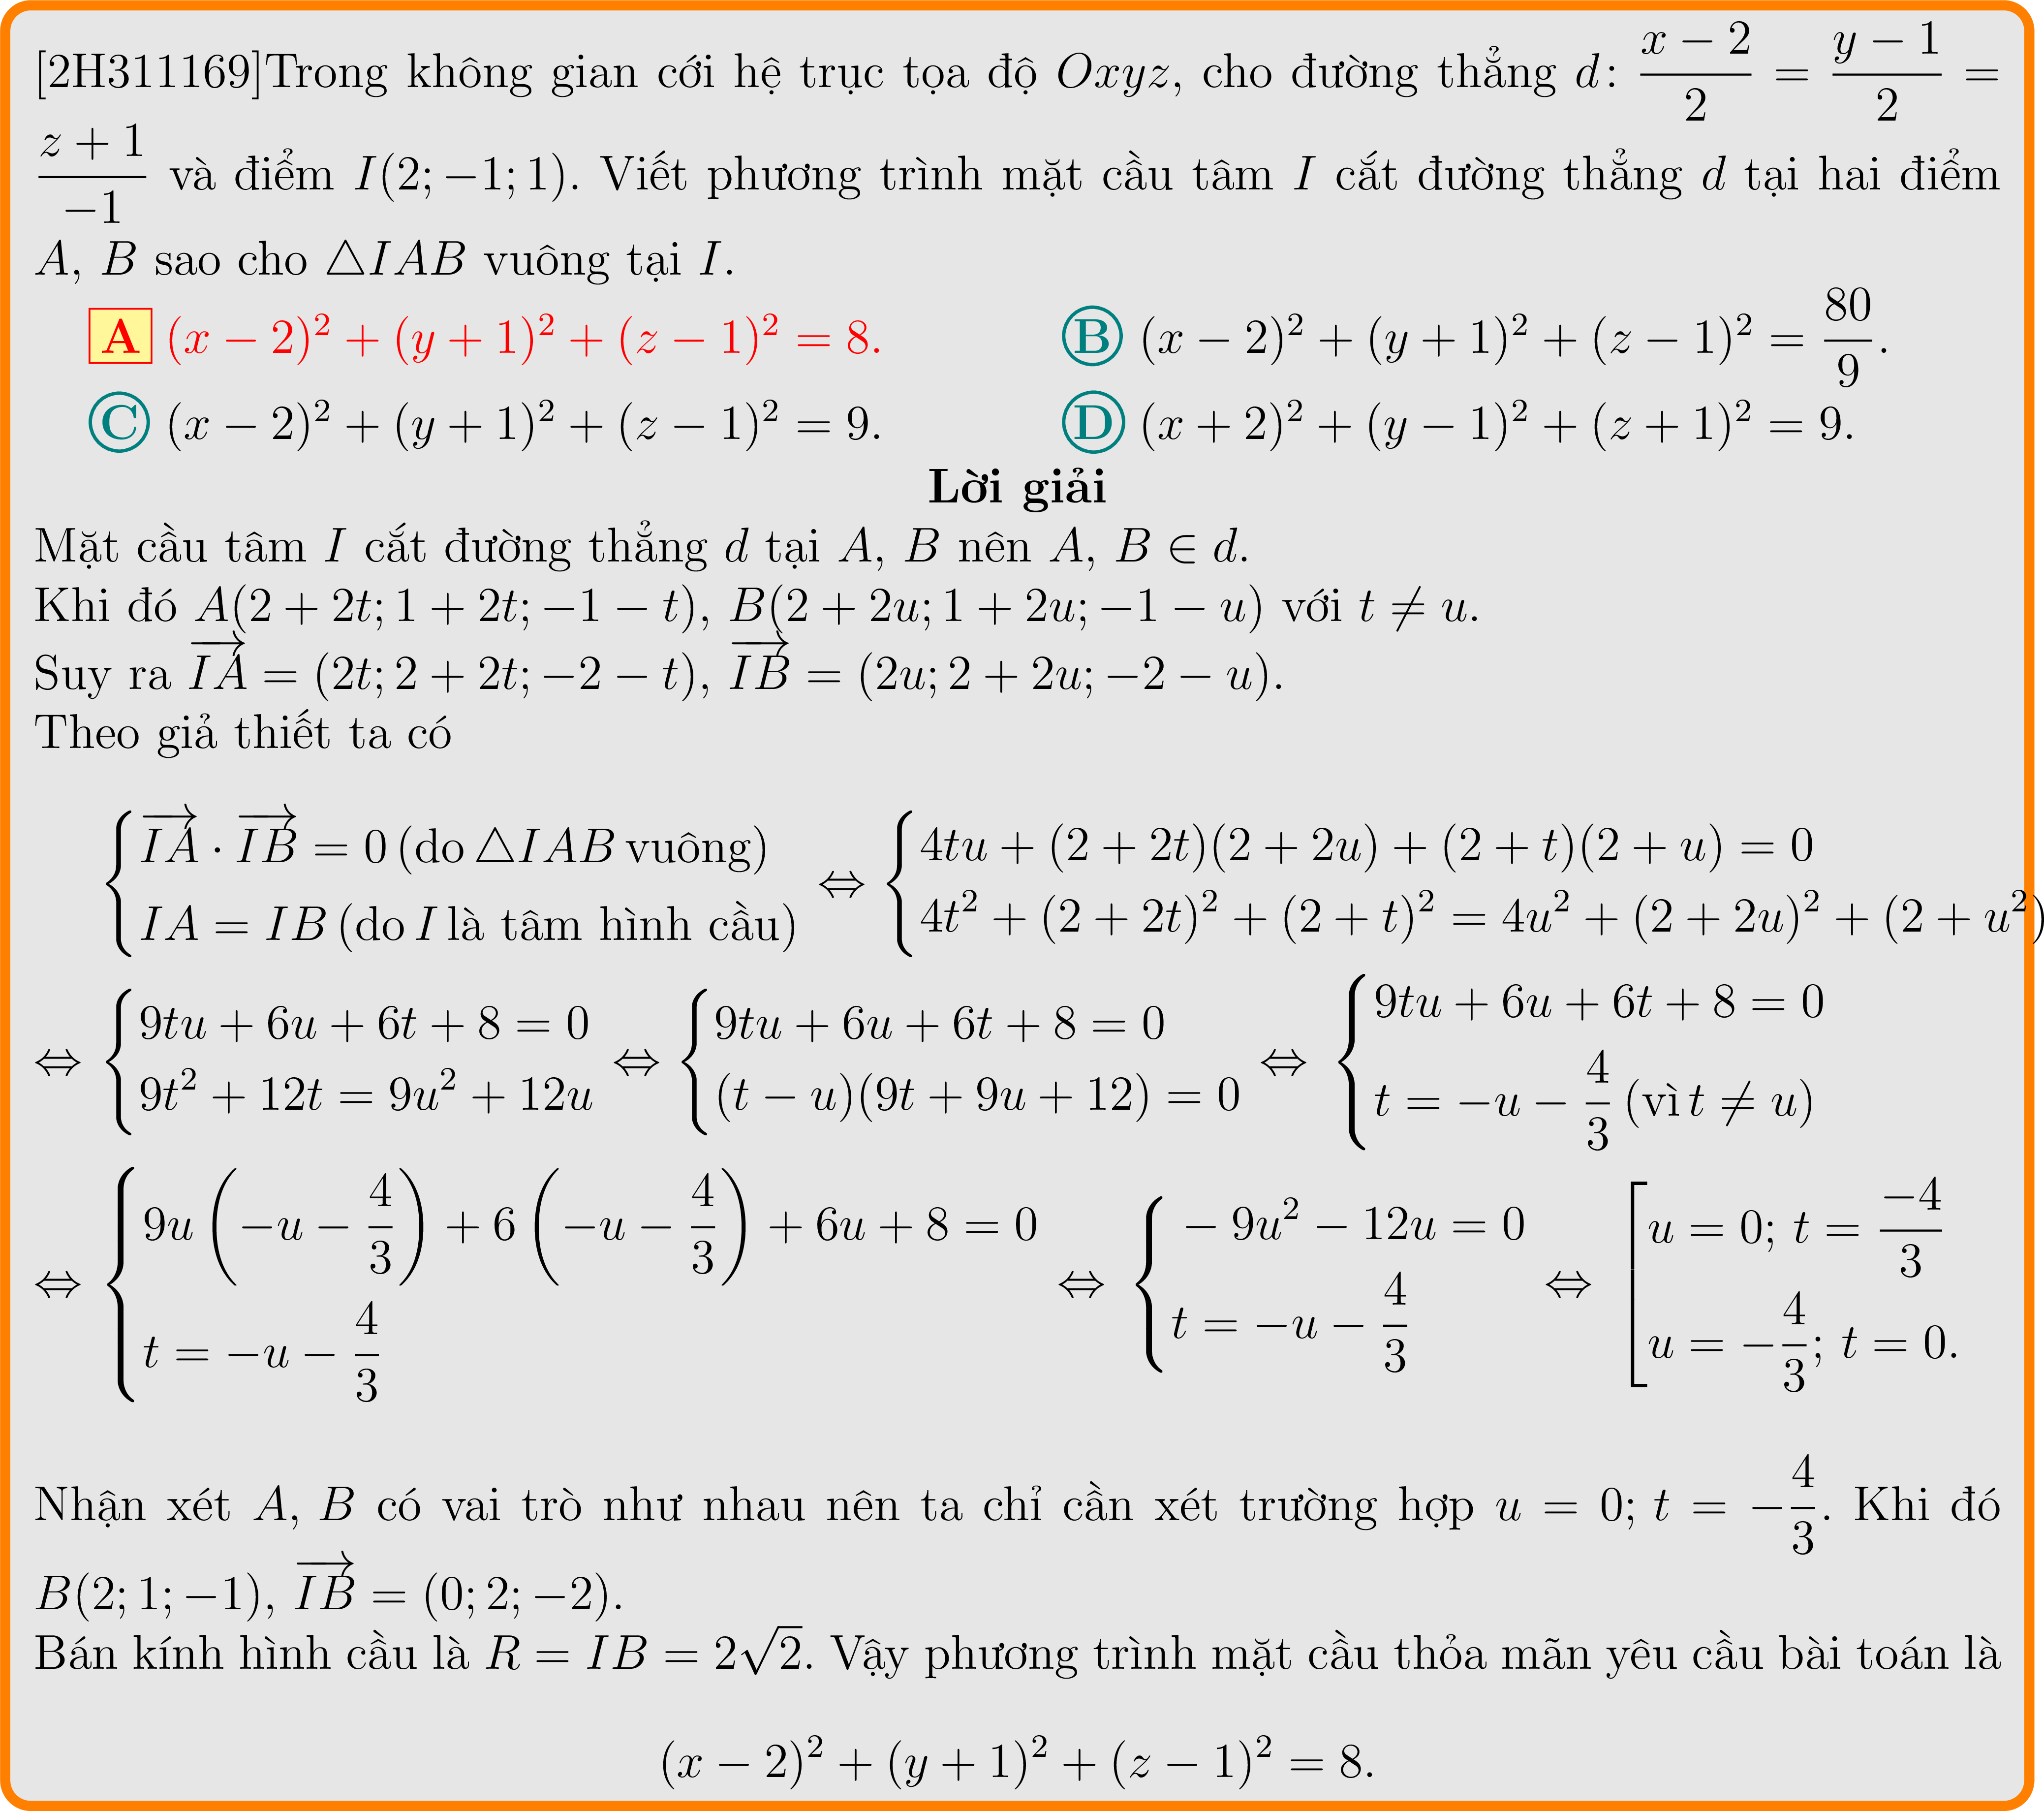 [2H311169]Trong không gian cới hệ trục tọa độ $Oxyz$, cho đường thẳng $d\colon \dfrac{x-2}{2} = \dfrac{y-1}{2} =$
$\dfrac{z+1}{-1}$ và điểm $I(2;-1;1)$. Viết phương trình mặt cầu tâm $I$ cắt đường thẳng $d$ tại hai điểm
$A$, $B$ sao cho $\triangle IAB$ vuông tại $I$.
A $(x-2)^2+(y+1)^2+(z-1)^2=8.$ B $(x-2)^2+(y+1)^2+(z-1)^2=\dfrac{80}{9}.$
C $(x-2)^2+(y+1)^2+(z-1)^2=9.$ D $(x+2)^2+(y-1)^2+(z+1)^2=9.$
Lời giải
Mặt cầu tâm $I$ cắt đường thẳng $d$ tại $A$, $B$ nên $A$, $B \in d$.
Khi đó $A(2+2t;1+2t;-1-t)$, $B(2+2u;1+2u;-1-u)$ với $t \neq u$.
Suy ra $\overrightarrow{IA}=(2t;2+2t;-2-t)$, $\overrightarrow{IB}=(2u;2+2u;-2-u)$.
Theo giả thiết ta có
$\begin{cases}\overrightarrow{IA}\cdot\overrightarrow{IB}=0\,(\text{do}\,\triangle IAB\,\text{vuông})\\ IA=IB\,(\text{do}\,I\,\text{là tâm hình cầu})\end{cases} \Leftrightarrow \begin{cases}4tu+(2+2t)(2+2u)+(2+t)(2+u)=0\\ 4t^2+(2+2t)^2+(2+t)^2=4u^2+(2+2u)^2+(2+u^2)\end{cases}$
$\Leftrightarrow \begin{cases}9tu+6u+6t+8=0\\ 9t^2+12t=9u^2+12u\end{cases} \Leftrightarrow \begin{cases}9tu+6u+6t+8=0\\ (t-u)(9t+9u+12)=0\end{cases} \Leftrightarrow \begin{cases}9tu+6u+6t+8=0\\ t=-u-\dfrac{4}{3}\,(\text{vì}\,t\neq u)\end{cases}$
$\Leftrightarrow \begin{cases}9u\left(-u-\dfrac{4}{3}\right)+6\left(-u-\dfrac{4}{3}\right)+6u+8=0\\ t=-u-\dfrac{4}{3}\end{cases} \Leftrightarrow \begin{cases}-9u^2-12u=0\\ t=-u-\dfrac{4}{3}\end{cases} \Leftrightarrow \left[\begin{array}{l}u=0;\ t=\dfrac{-4}{3}\\ u=-\dfrac{4}{3};\ t=0.\end{array}\right.$
Nhận xét $A$, $B$ có vai trò như nhau nên ta chỉ cần xét trường hợp $u=0; t=-\dfrac{4}{3}$. Khi đó
$B(2;1;-1)$, $\overrightarrow{IB}=(0;2;-2)$.
Bán kính hình cầu là $R=IB=2\sqrt{2}$. Vậy phương trình mặt cầu thỏa mãn yêu cầu bài toán là
$(x-2)^2+(y+1)^2+(z-1)^2=8.$